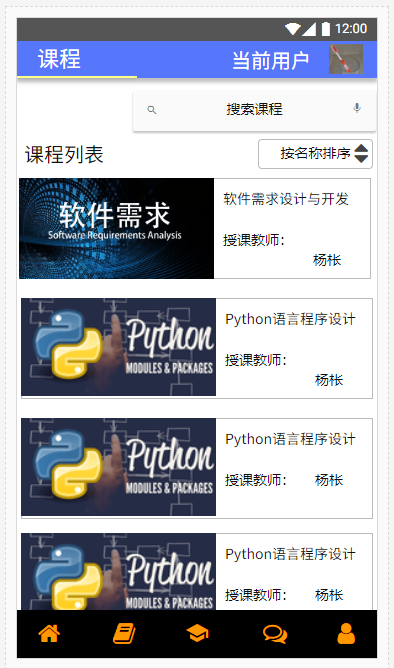 12:00
课程 当前用户
搜索课程
课程列表 按名称排序
软件需求
Software Requirements Analysis
软件需求设计与开发
授课教师：
杨枨
Python
MODULES & PACKAGES
Python语言程序设计
授课教师：
杨枨
Python
MODULES & PACKAGES
Python语言程序设计
授课教师： 杨枨
Python
MODULES & PACKAGES
Python语言程序设计
授课教师： 杨枨